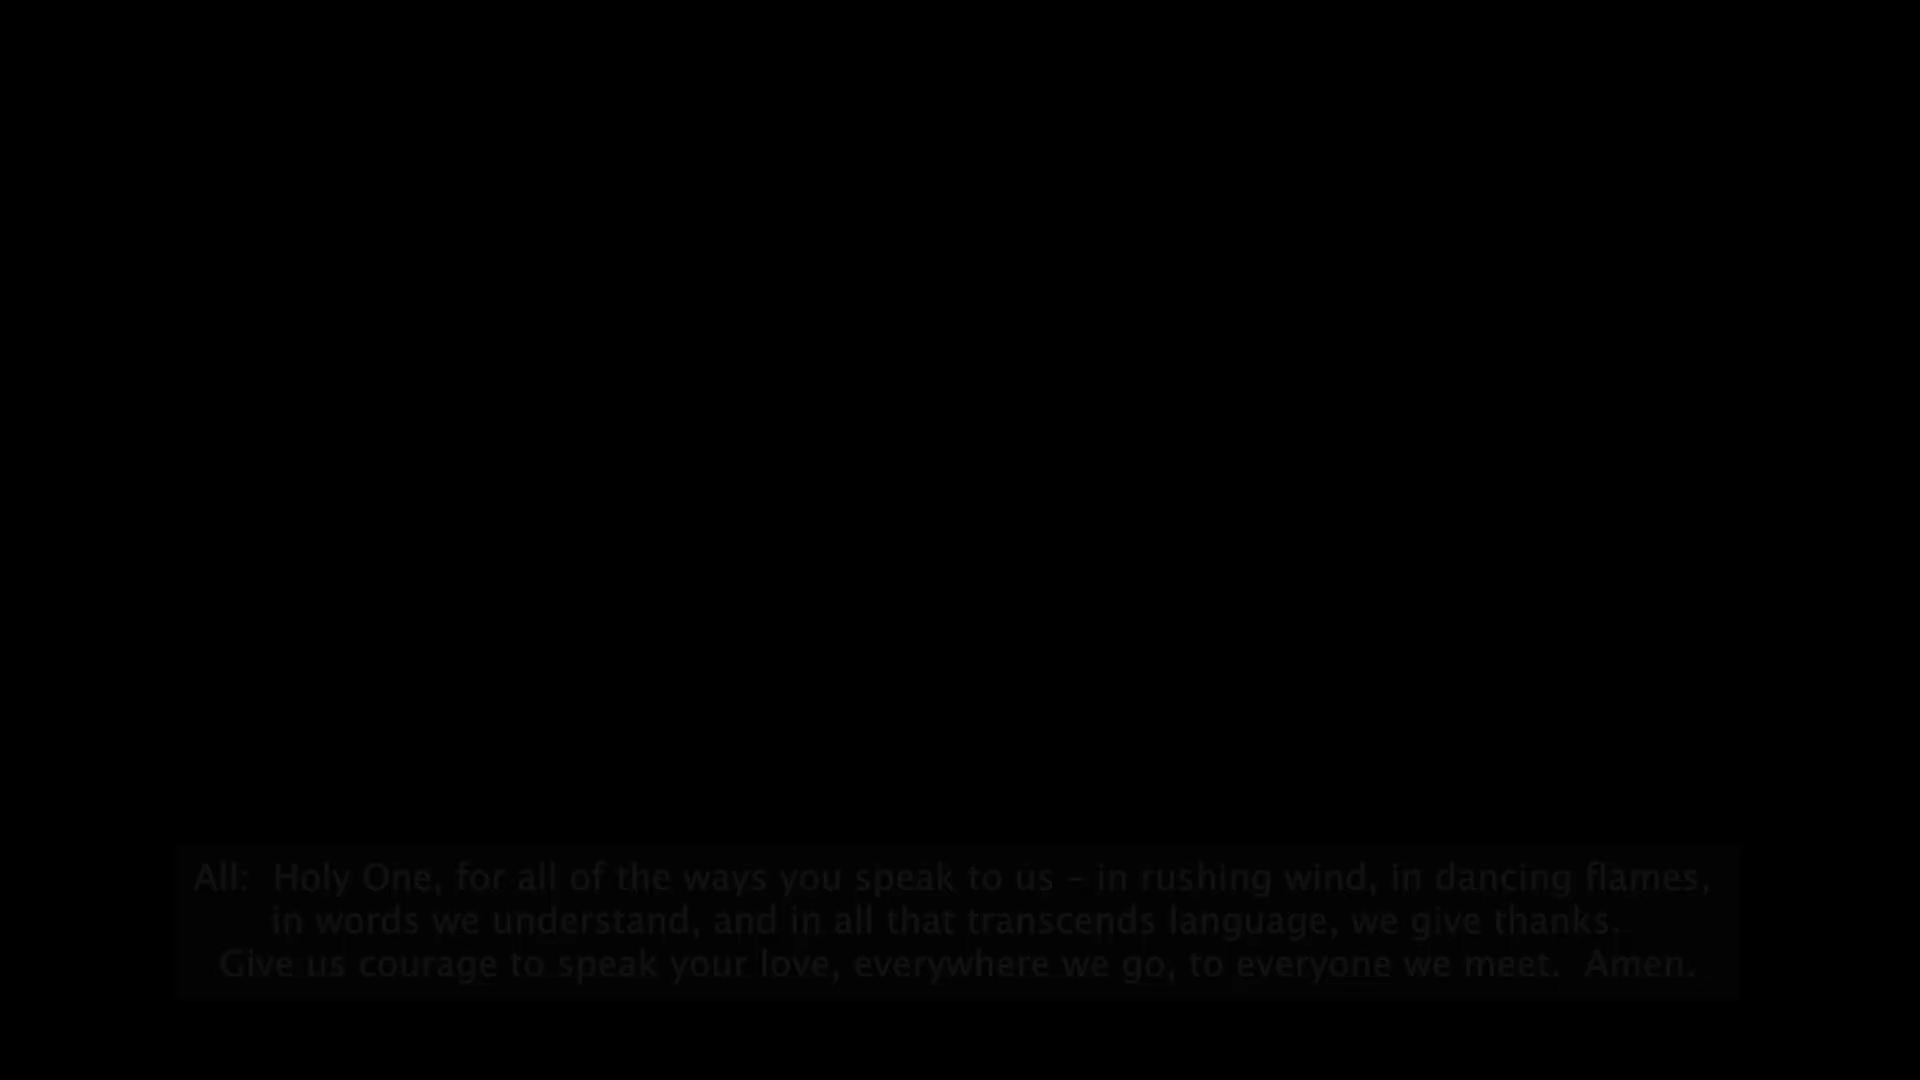 All:  Holy One, for all of the ways you speak to us – in rushing wind, in dancing flames,
in words we understand, and in all that transcends language, we give thanks.
Give us courage to speak your love, everywhere we go, to everyone we meet.  Amen.